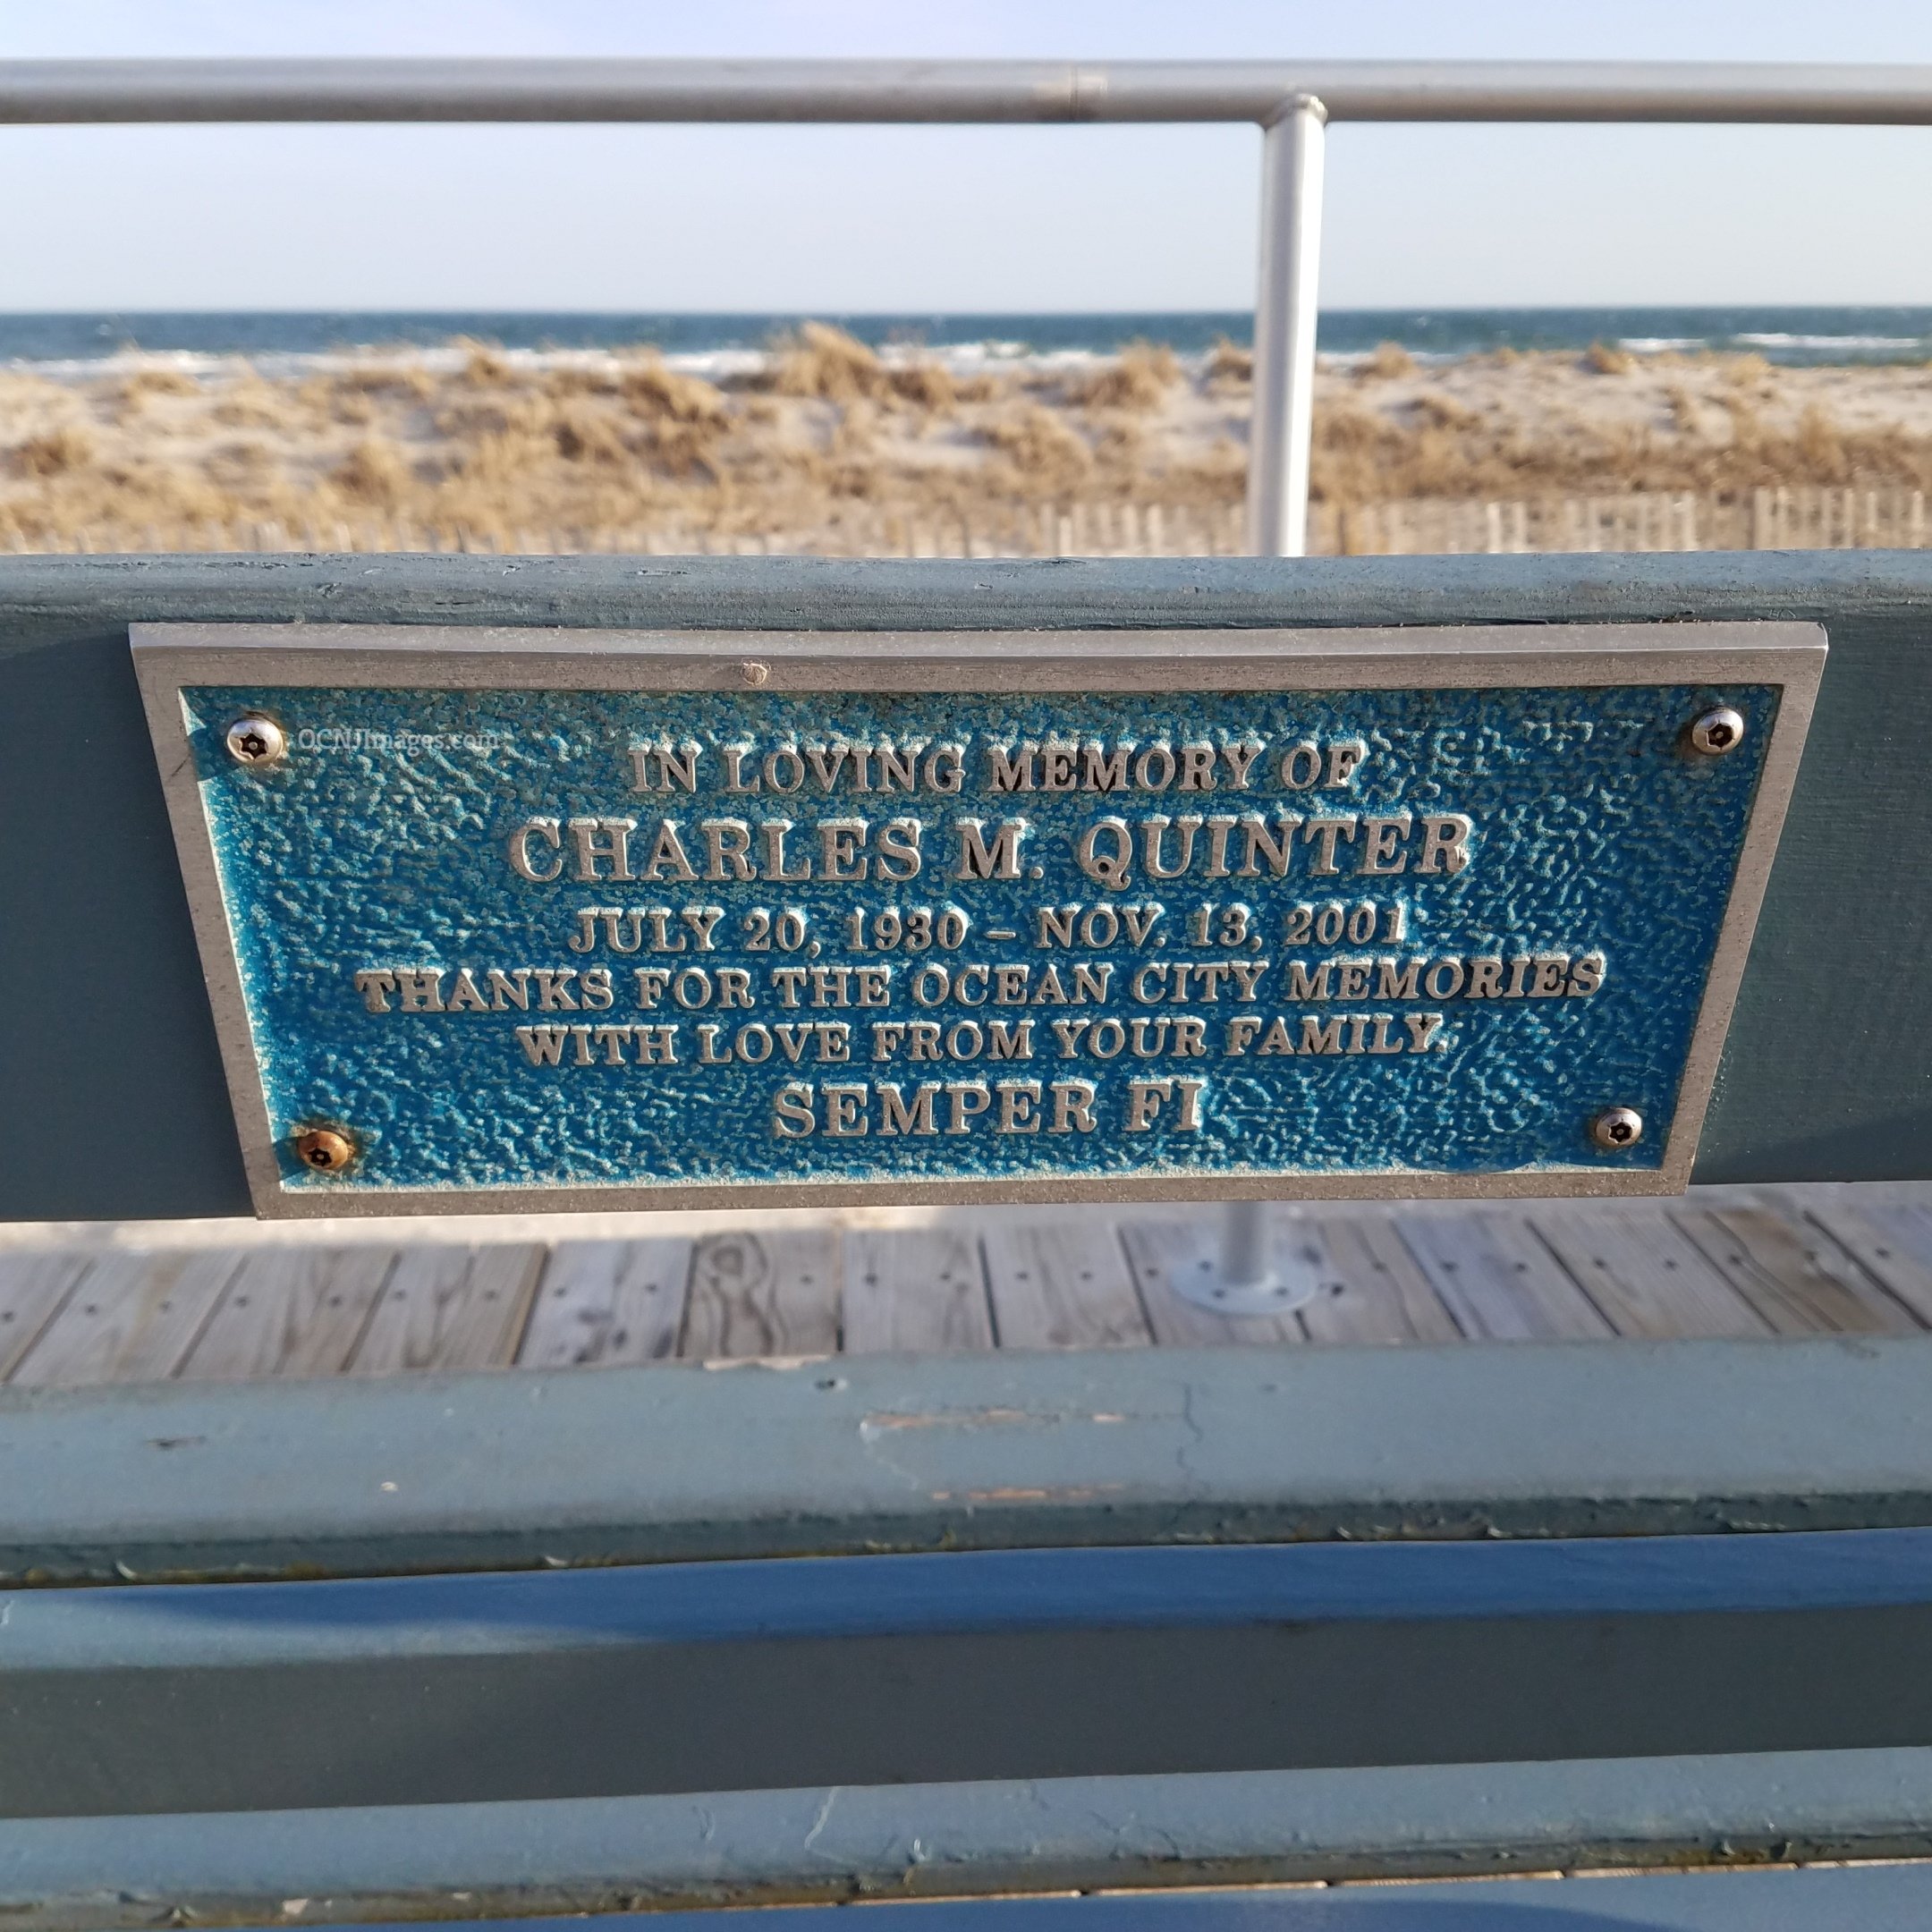 OCNJImages.com
IN LOVING MEMORY OF
CHARLES M. QUINTER
JULY 20, 1930 – NOV. 13, 2001
THANKS FOR THE OCEAN CITY MEMORIES
WITH LOVE FROM YOUR FAMILY.
SEMPER FI